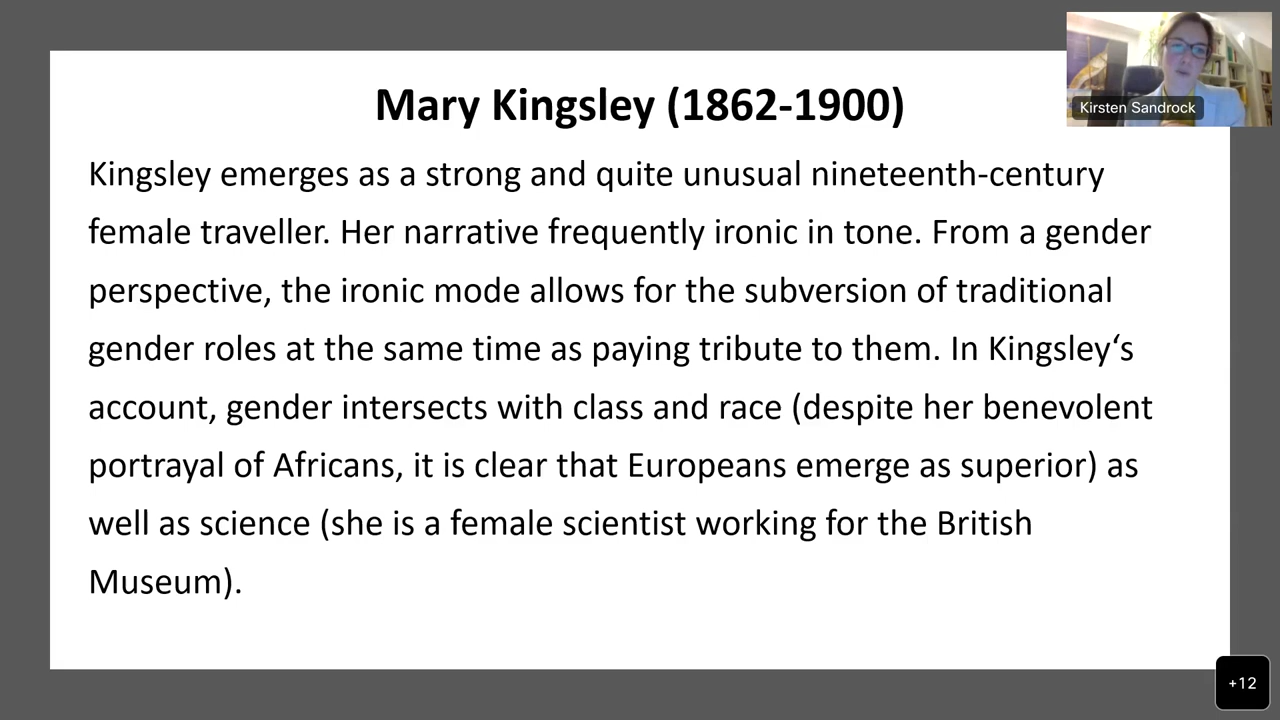 Mary Kingsley (1862-1900)
Kirsten Sandrock
Kingsley emerges as a strong and quite unusual nineteenth-century
female traveller. Her narrative frequently ironic in tone. From a gender
perspective, the ironic mode allows for the subversion of traditional
gender roles at the same time as paying tribute to them. In Kingsley‘s
account, gender intersects with class and race (despite her benevolent
portrayal of Africans, it is clear that Europeans emerge as superior) as
well as science (she is a female scientist working for the British
Museum).
+12